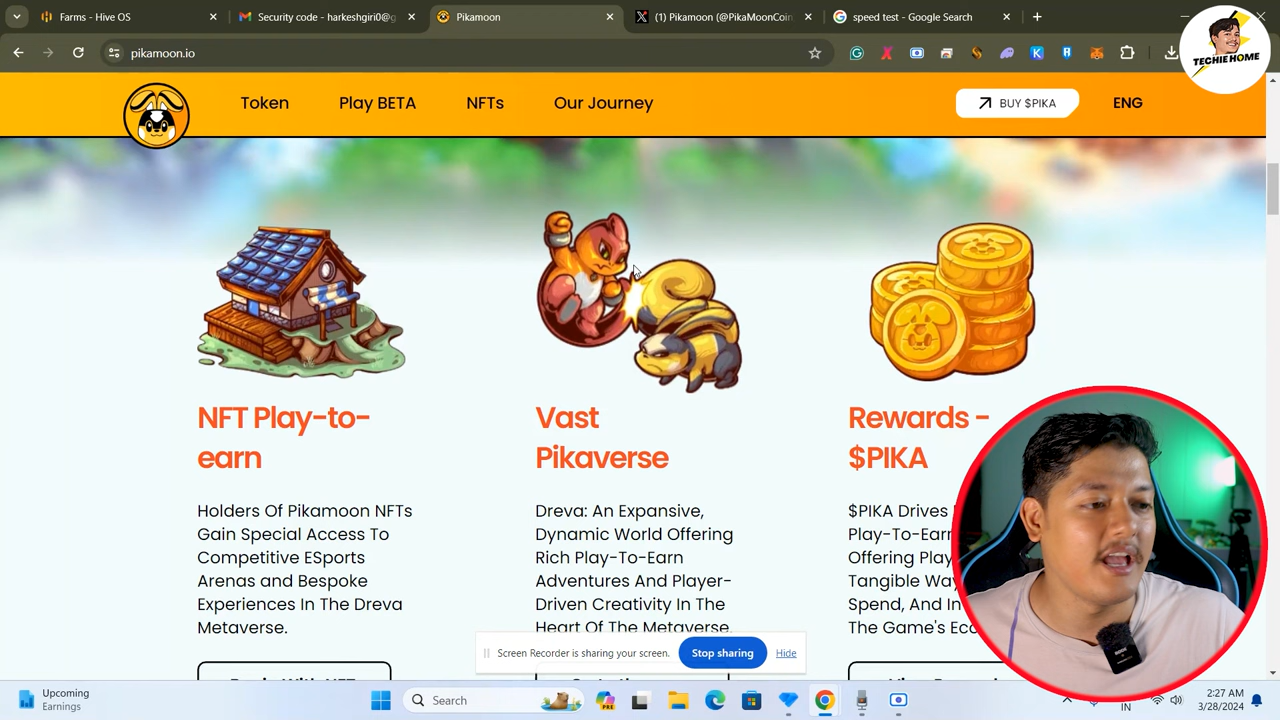 Farms - Hive OS
Security code - harkeshgiri0@g
Pikamoon
(1) Pikamoon (@PikaMoonCoin
speed test - Google Search
pikamoon.io
TECHIE HOME
Token
Play BETA
NFTs
Our Journey
BUY $PIKA
ENG
NFT Play-to-
earn
Holders Of Pikamoon NFTs
Gain Special Access To
Competitive ESports
Arenas and Bespoke
Experiences In The Dreva
Metaverse.
Vast
Pikaverse
Dreva: An Expansive,
Dynamic World Offering
Rich Play-To-Earn
Adventures And Player-
Driven Creativity In The
Heart Of The Metaverse.
Rewards -
$PIKA
$PIKA Drives
Play-To-Earn
Offering Play
Tangible Way
Spend, And In
The Game's Eco
Screen Recorder is sharing your screen.
Stop sharing
Hide
Upcoming
Earnings
Search
PRE
IN
2:27 AM
3/28/2024